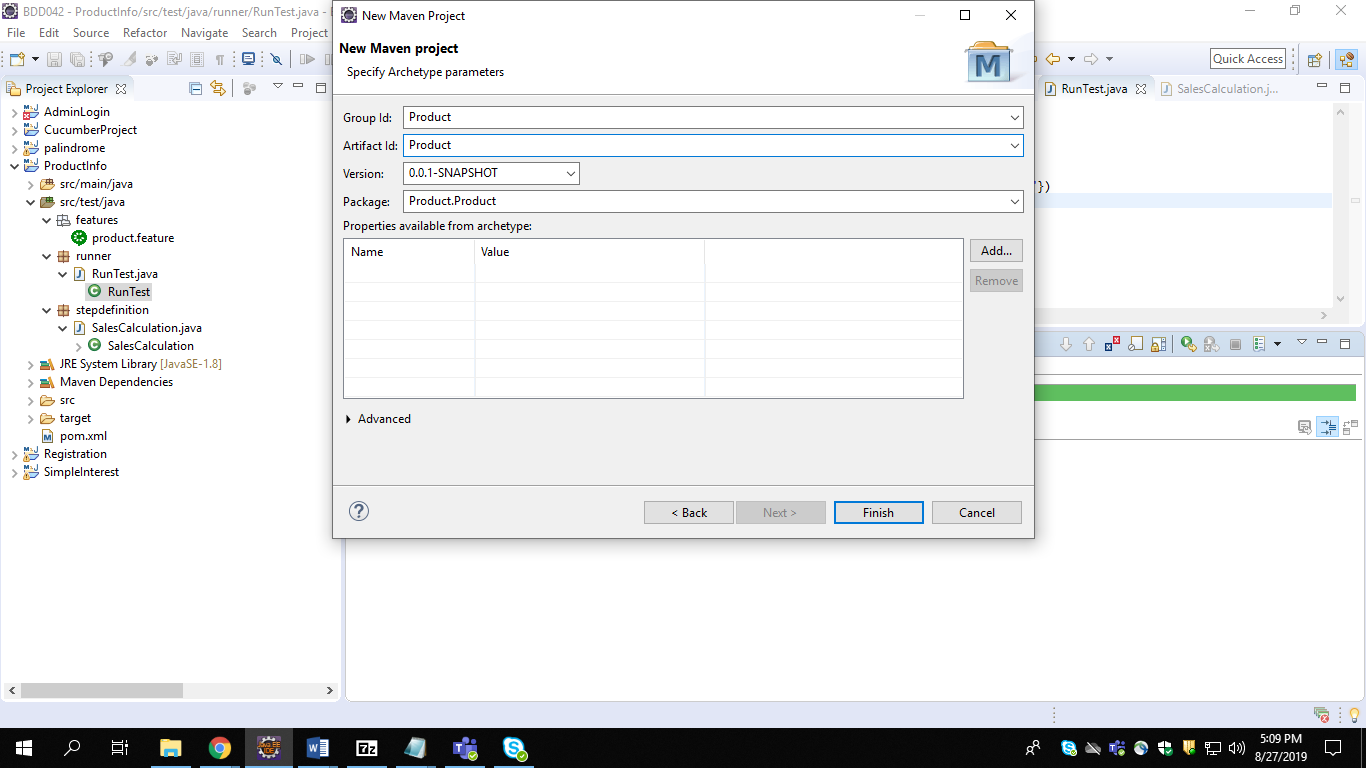 BDD042 - ProductInfo/src/test/java/runner/RunTest.java -
File Edit Source Refactor Navigate Search Project
Quick Access
Project Explorer
AdminLogin
CucumberProject
palindrome
ProductInfo
src/main/java
src/test/java
features
product.feature
runner
RunTest.java
RunTest
stepdefinition
SalesCalculation.java
SalesCalculation
JRE System Library [JavaSE-1.8]
Maven Dependencies
src
target
pom.xml
Registration
SimpleInterest
New Maven Project
New Maven project
Specify Archetype parameters
M
Group Id: Product
Artifact Id: Product
Version: 0.0.1-SNAPSHOT
Package: Product.Product
Properties available from archetype:
Name Value
Add...
Remove
Advanced
< Back Next > Finish Cancel
RunTest.java SalesCalculation.j...
"})
5:09 PM
8/27/2019